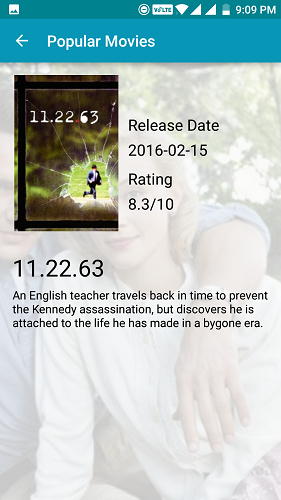 VoLTE 9:09 PM
Popular Movies
11.22.63
Release Date
2016-02-15
Rating
8.3/10
11.22.63
An English teacher travels back in time to prevent
the Kennedy assassination, but discovers he is
attached to the life he has made in a bygone era.